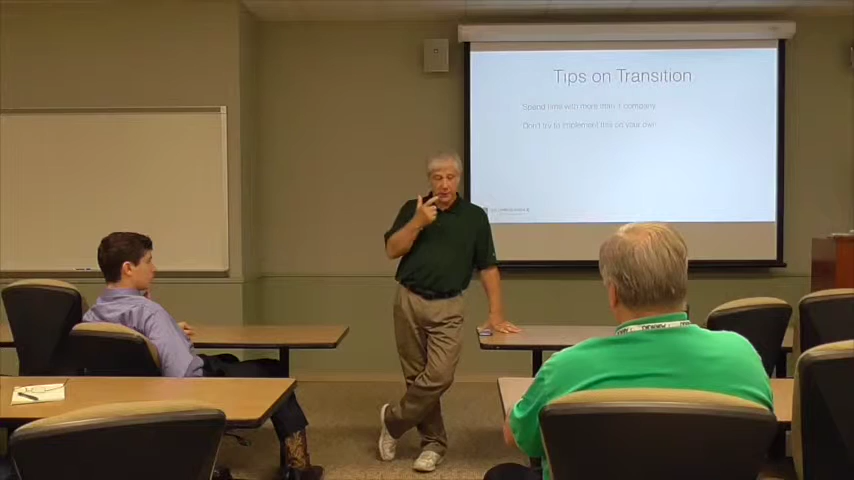 Tips on Transition
Spend time with more than 1 company
Don't try to implement this on your own